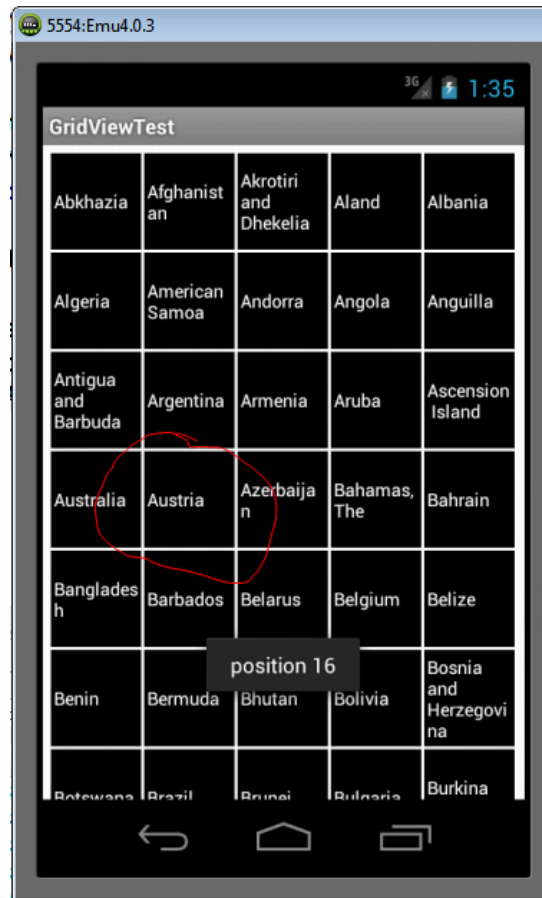 5554:Emu4.0.3
3G 1:35
GridViewTest
Abkhazia
Afghanist
an
Akrotiri
and
Dhekelia
Aland
Albania
Algeria
American
Samoa
Andorra
Angola
Anguilla
Antigua
and
Barbuda
Argentina
Armenia
Aruba
Ascension
Island
Australia
Austria
Azerbaija
n
Bahamas,
The
Bahrain
Banglades
h
Barbados
Belarus
Belgium
Belize
position 16
Benin
Bermuda
Bhutan
Bolivia
Bosnia
and
Herzegovi
na
Botswana
Brazil
Brunei
Bulgaria
Burkina